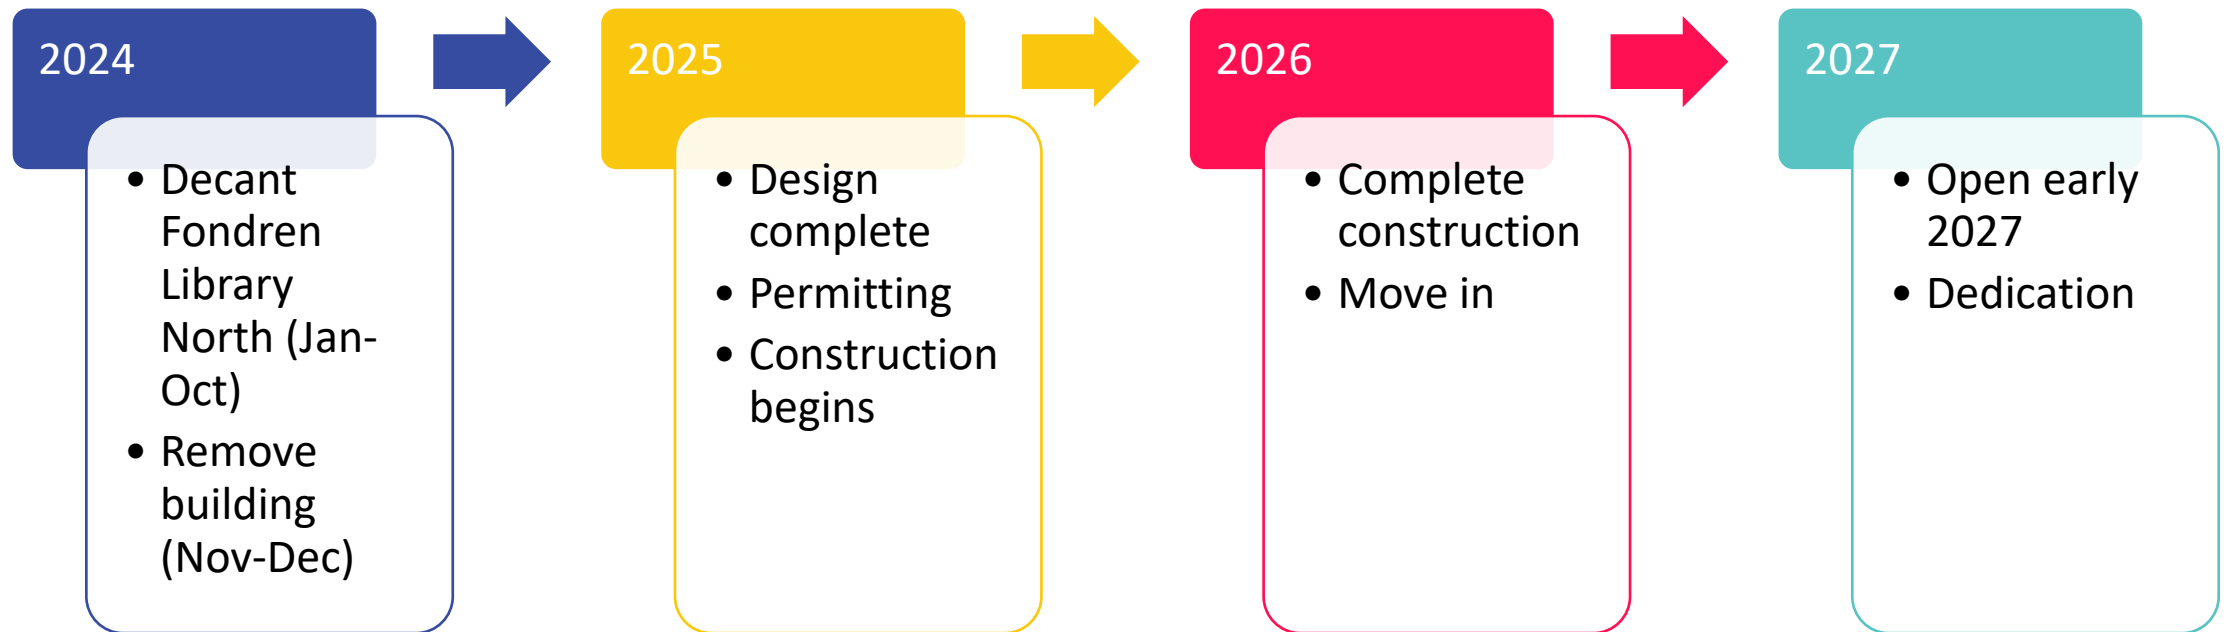 2024
• Decant
Fondren
Library
North (Jan-
Oct)
• Remove
building
(Nov-Dec)
2025
• Design
complete
• Permitting
• Construction
begins
2026
• Complete
construction
• Move in
2027
• Open early
2027
• Dedication